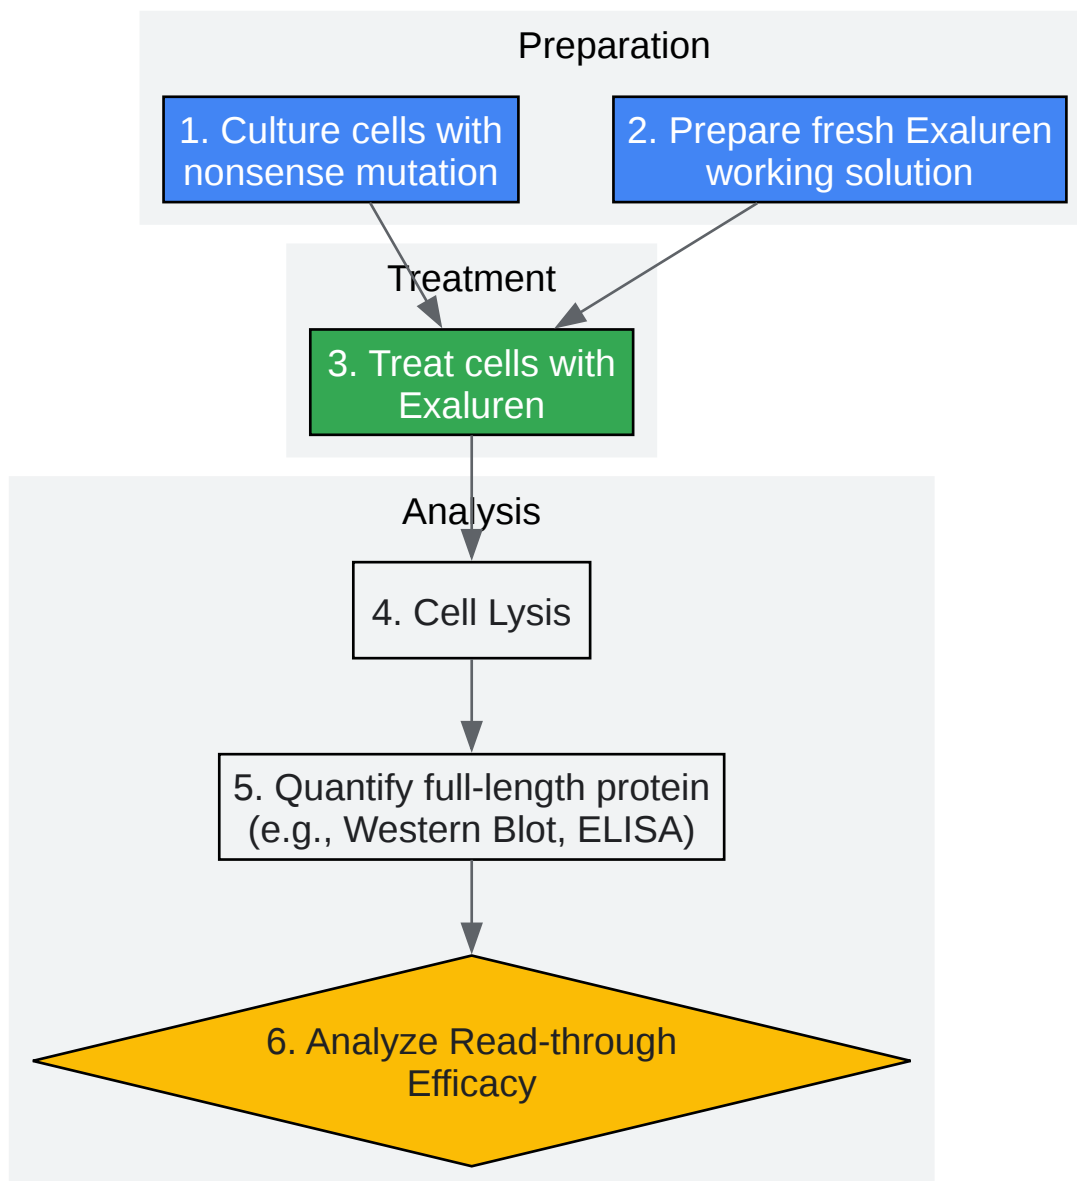 Preparation
1. Culture cells with
nonsense mutation
2. Prepare fresh Exaluren
working solution
Treatment
3. Treat cells with
Exaluren
Analysis
4. Cell Lysis
5. Quantify full-length protein
(e.g., Western Blot, ELISA)
6. Analyze Read-through
Efficacy